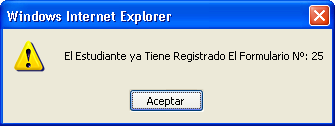 Windows Internet Explorer
El Estudiante ya Tiene Registrado El Formulario Nº: 25
Aceptar